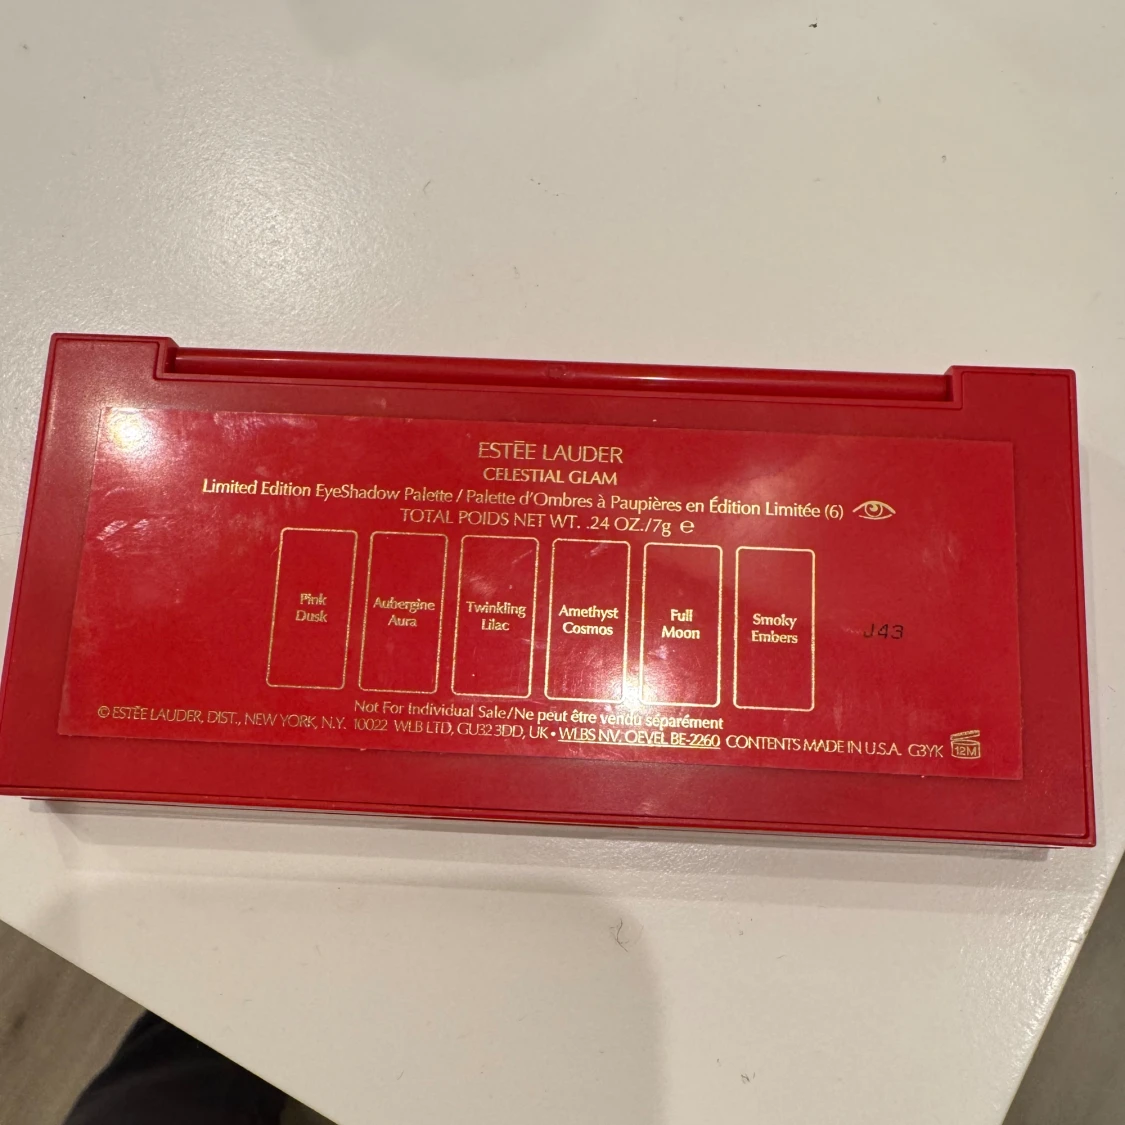 ESTĒE LAUDER
CELESTIAL GLAM
Limited Edition EyeShadow Palette / Palette d'Ombres à Paupières en Édition Limitée (6)
TOTAL POIDS NET WT. .24 OZ./7g e
Pink
Dusk
Aubergine
Aura
Twinkling
Lilac
Amethyst
Cosmos
Full
Moon
Smoky
Embers
J43
Not For Individual Sale/Ne peut être vendu séparément
© ESTĒE LAUDER, DIST., NEW YORK, N.Y. 10022 WLB LTD, GU32 3DD, UK • WLBS NV, OEVEL BE-2260 CONTENTS MADE IN U.S.A. G3YK 12M